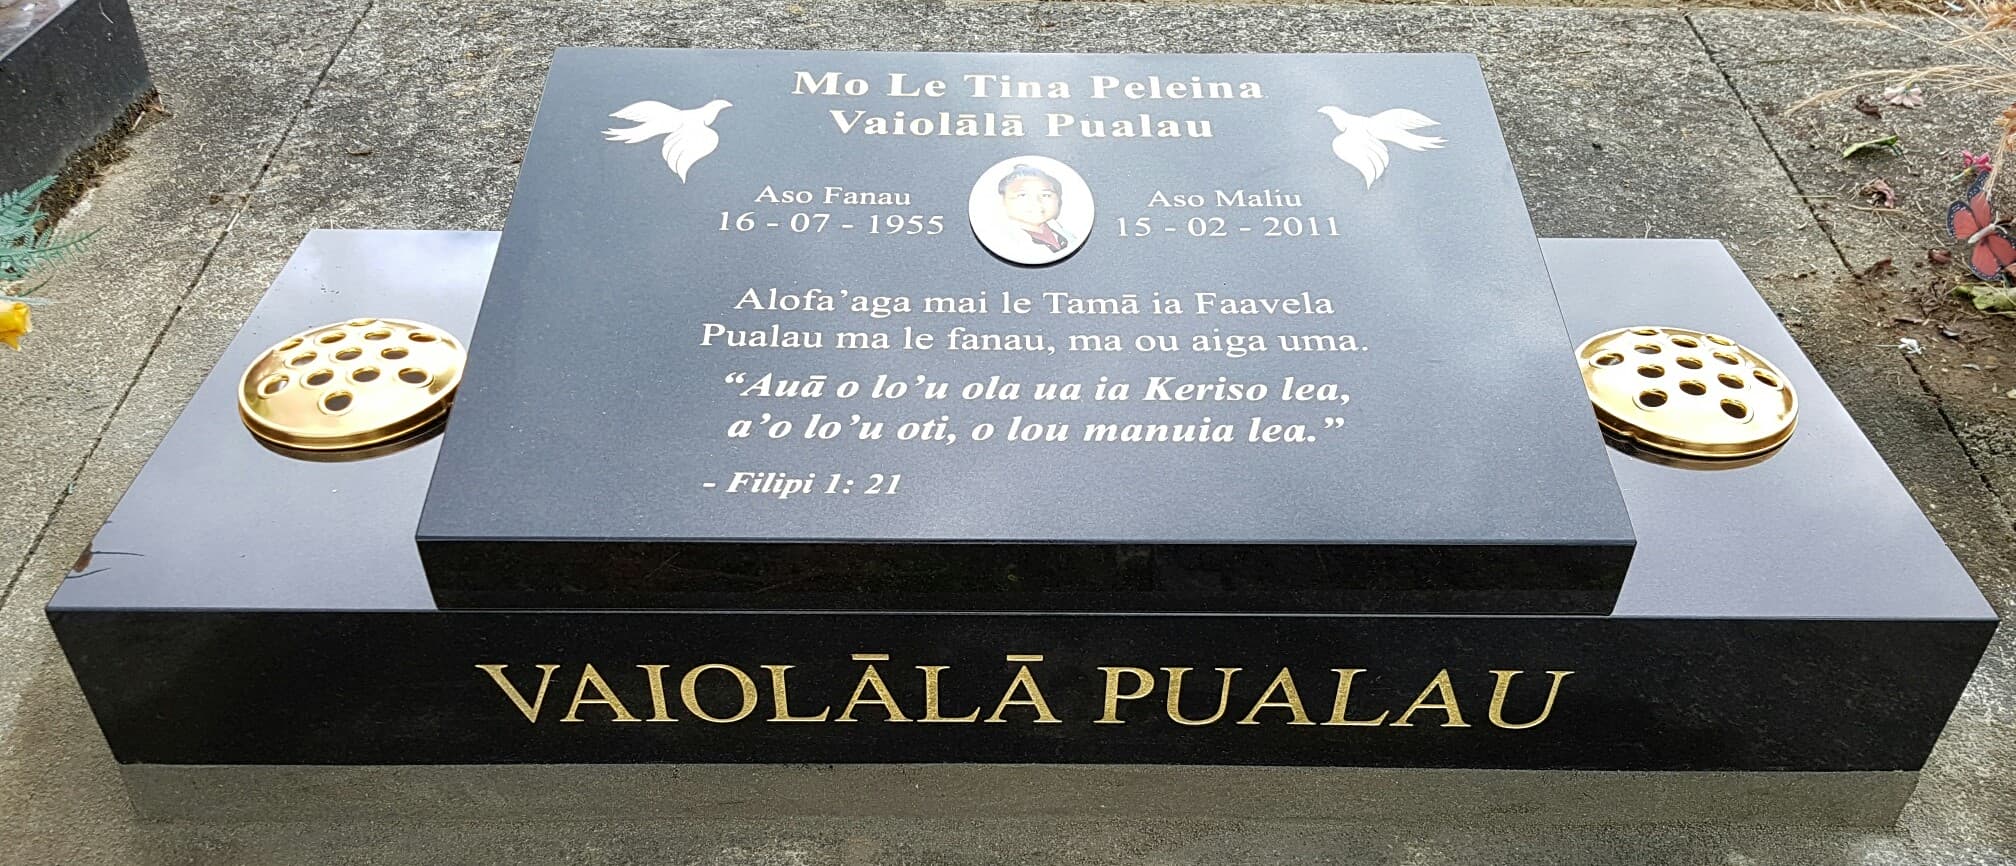 Mo Le Tina Peleina
Vaiolālā Pualau
Aso Fanau
16 - 07 - 1955
Aso Maliu
15 - 02 - 2011
Alofa’aga mai le Tamā ia Faavela
Pualau ma le fanau, ma ou aiga uma.
“Auā o lo’u ola ua ia Keriso lea,
a’o lo’u oti, o lou manuia lea.”
- Filipi 1: 21
VAIOLĀLĀ PUALAU